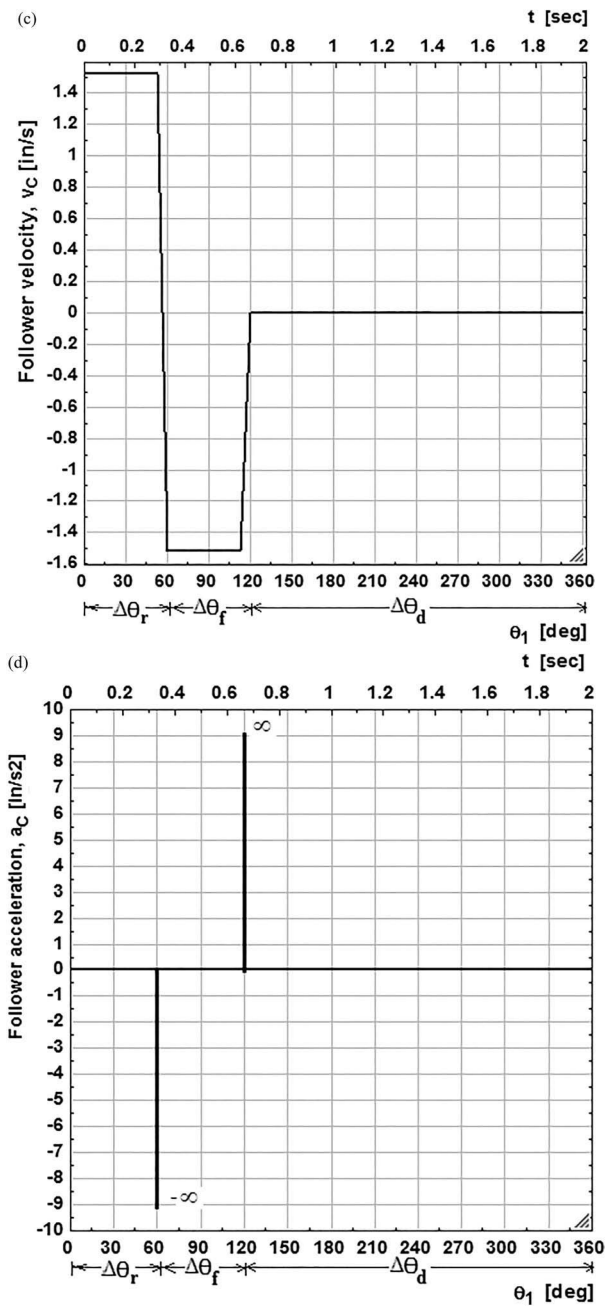 (c)
t [sec]
0 0.2 0.4 0.6 0.8 1 1.2 1.4 1.6 1.8 2
Follower velocity, vC [in/s]
1.4
1.2
1
0.8
0.6
0.4
0.2
0
-0.2
-0.4
-0.6
-0.8
-1
-1.2
-1.4
-1.6
0 30 60 90 120 150 180 210 240 270 300 330 360
Δθr Δθf Δθd
θ1 [deg]
(d)
t [sec]
0 0.2 0.4 0.6 0.8 1 1.2 1.4 1.6 1.8 2
Follower acceleration, aC [In/s2]
10
9
8
7
6
5
4
3
2
1
0
-1
-2
-3
-4
-5
-6
-7
-8
-9
-10
∞
-∞
0 30 60 90 120 150 180 210 240 270 300 330 360
Δθr Δθf Δθd
θ1 [deg]